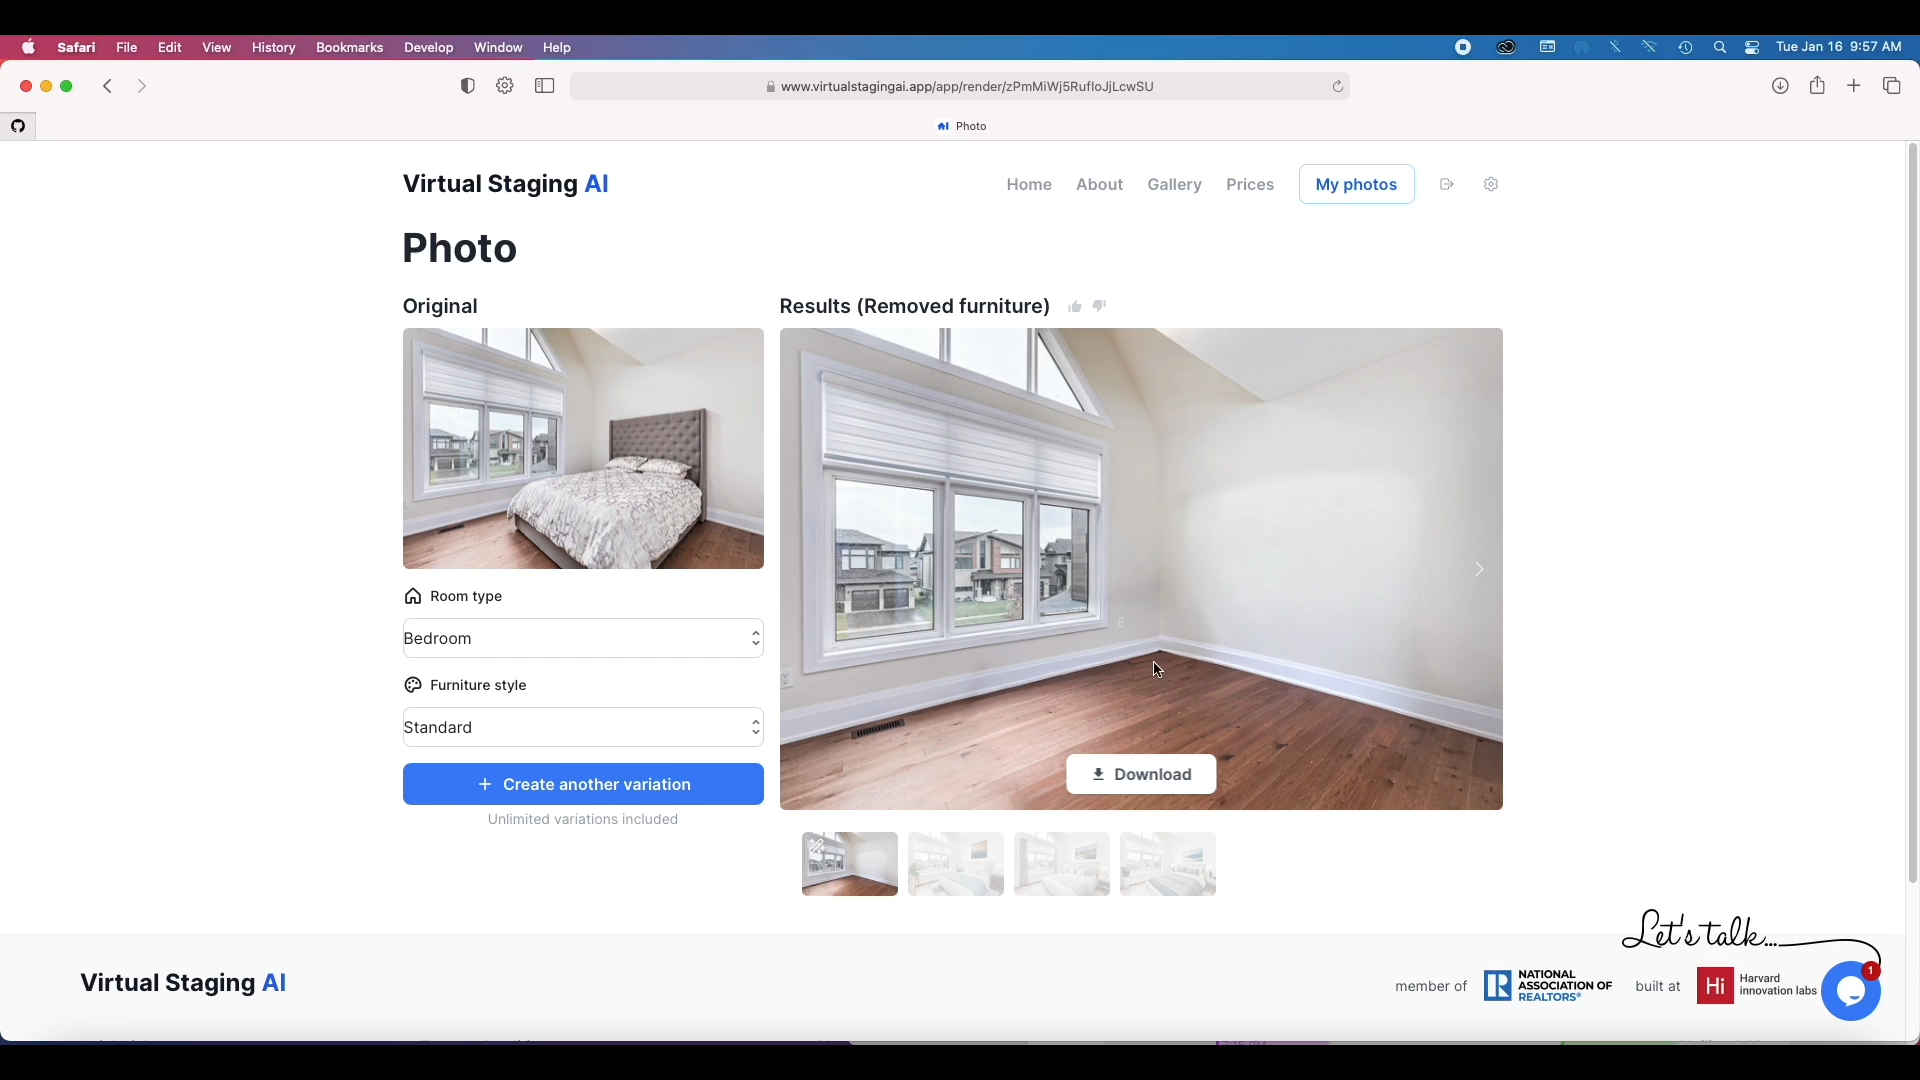 Safari File Edit View History Bookmarks Develop Window Help
Tue Jan 16 9:57 AM
www.virtualstagingai.app/app/render/zPmMiWj5RufloJjLcwSU
Photo
Virtual Staging AI
Home About Gallery Prices My photos
Photo
Original
Results (Removed furniture)
Room type
Bedroom
Furniture style
Standard
+ Create another variation
Unlimited variations included
Download
Let's talk...
Virtual Staging AI
member of
NATIONAL
ASSOCIATION OF
REALTORS®
built at
Hi
Harvard
innovation labs
1